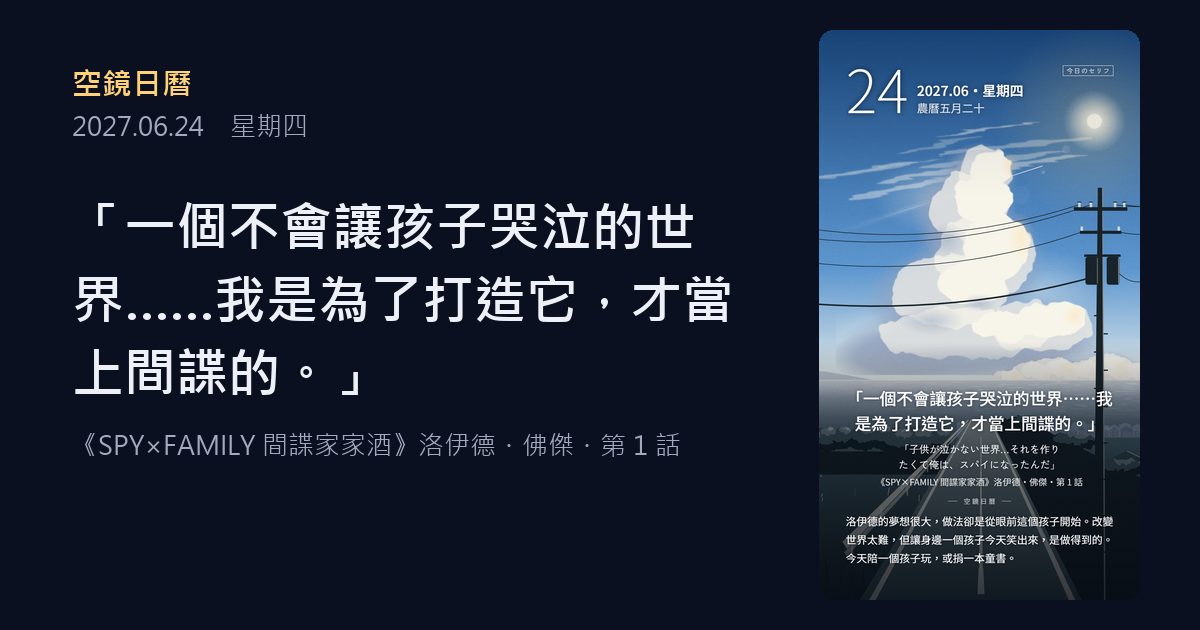 空鏡日曆
2027.06.24 星期四
「一個不會讓孩子哭泣的世
界……我是為了打造它，才當
上間諜的。」
《SPY×FAMILY 間諜家家酒》洛伊德．佛傑．第 1 話
今日のセリフ
24
2027.06・星期四
農曆五月二十
「一個不會讓孩子哭泣的世界……我
是為了打造它，才當上間諜的。」
「子供が泣かない世界…それを作り
たくて俺は、スパイになったんだ」
《SPY×FAMILY 間諜家家酒》洛伊德・佛傑・第 1 話
空鏡日曆
洛伊德的夢想很大，做法卻是從眼前這個孩子開始。改變
世界太難，但讓身邊一個孩子今天笑出來，是做得到的。
今天陪一個孩子玩，或捐一本童書。